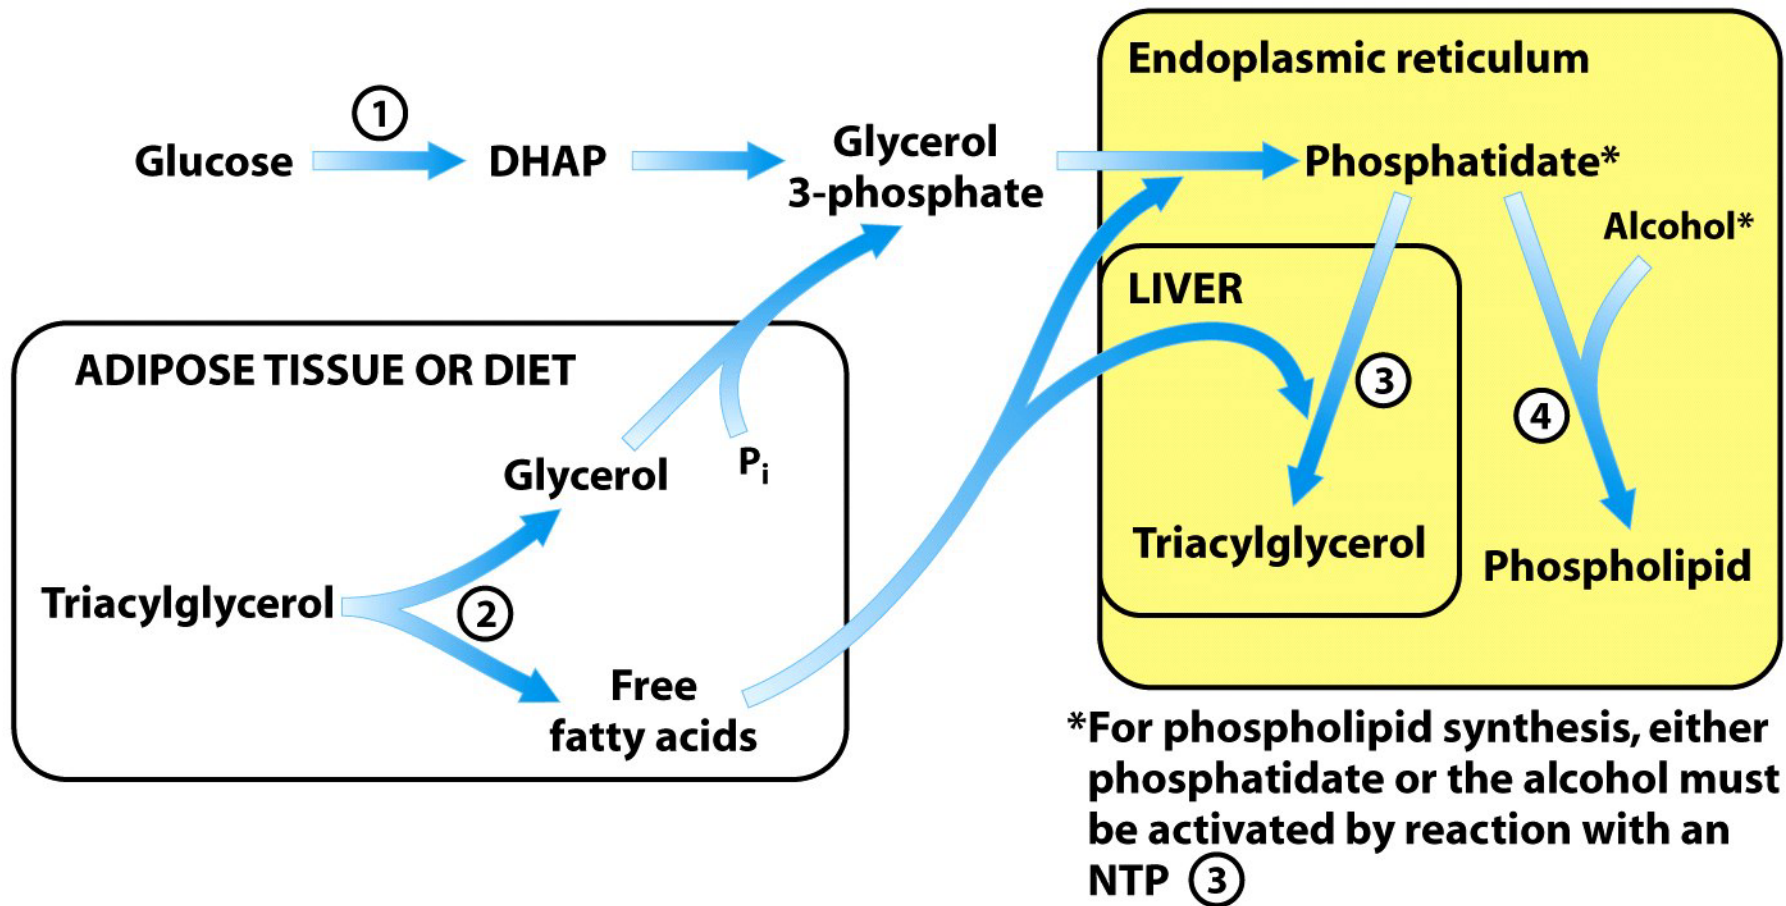 Endoplasmic reticulum
1
Glucose
DHAP
Glycerol
3-phosphate
Phosphatidate*
Alcohol*
LIVER
ADIPOSE TISSUE OR DIET
3
4
Glycerol
Pi
Triacylglycerol
Phospholipid
Triacylglycerol
2
Free
fatty acids
*For phospholipid synthesis, either
phosphatidate or the alcohol must
be activated by reaction with an
NTP 3